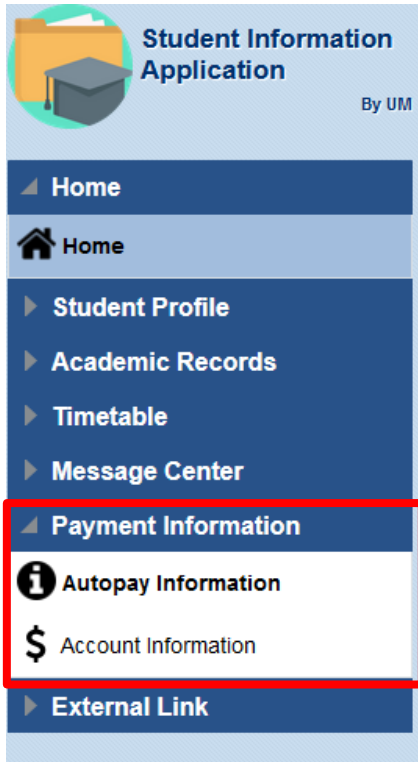 Student Information
Application
By UM
Home
Home
Student Profile
Academic Records
Timetable
Message Center
Payment Information
Autopay Information
$ Account Information
External Link